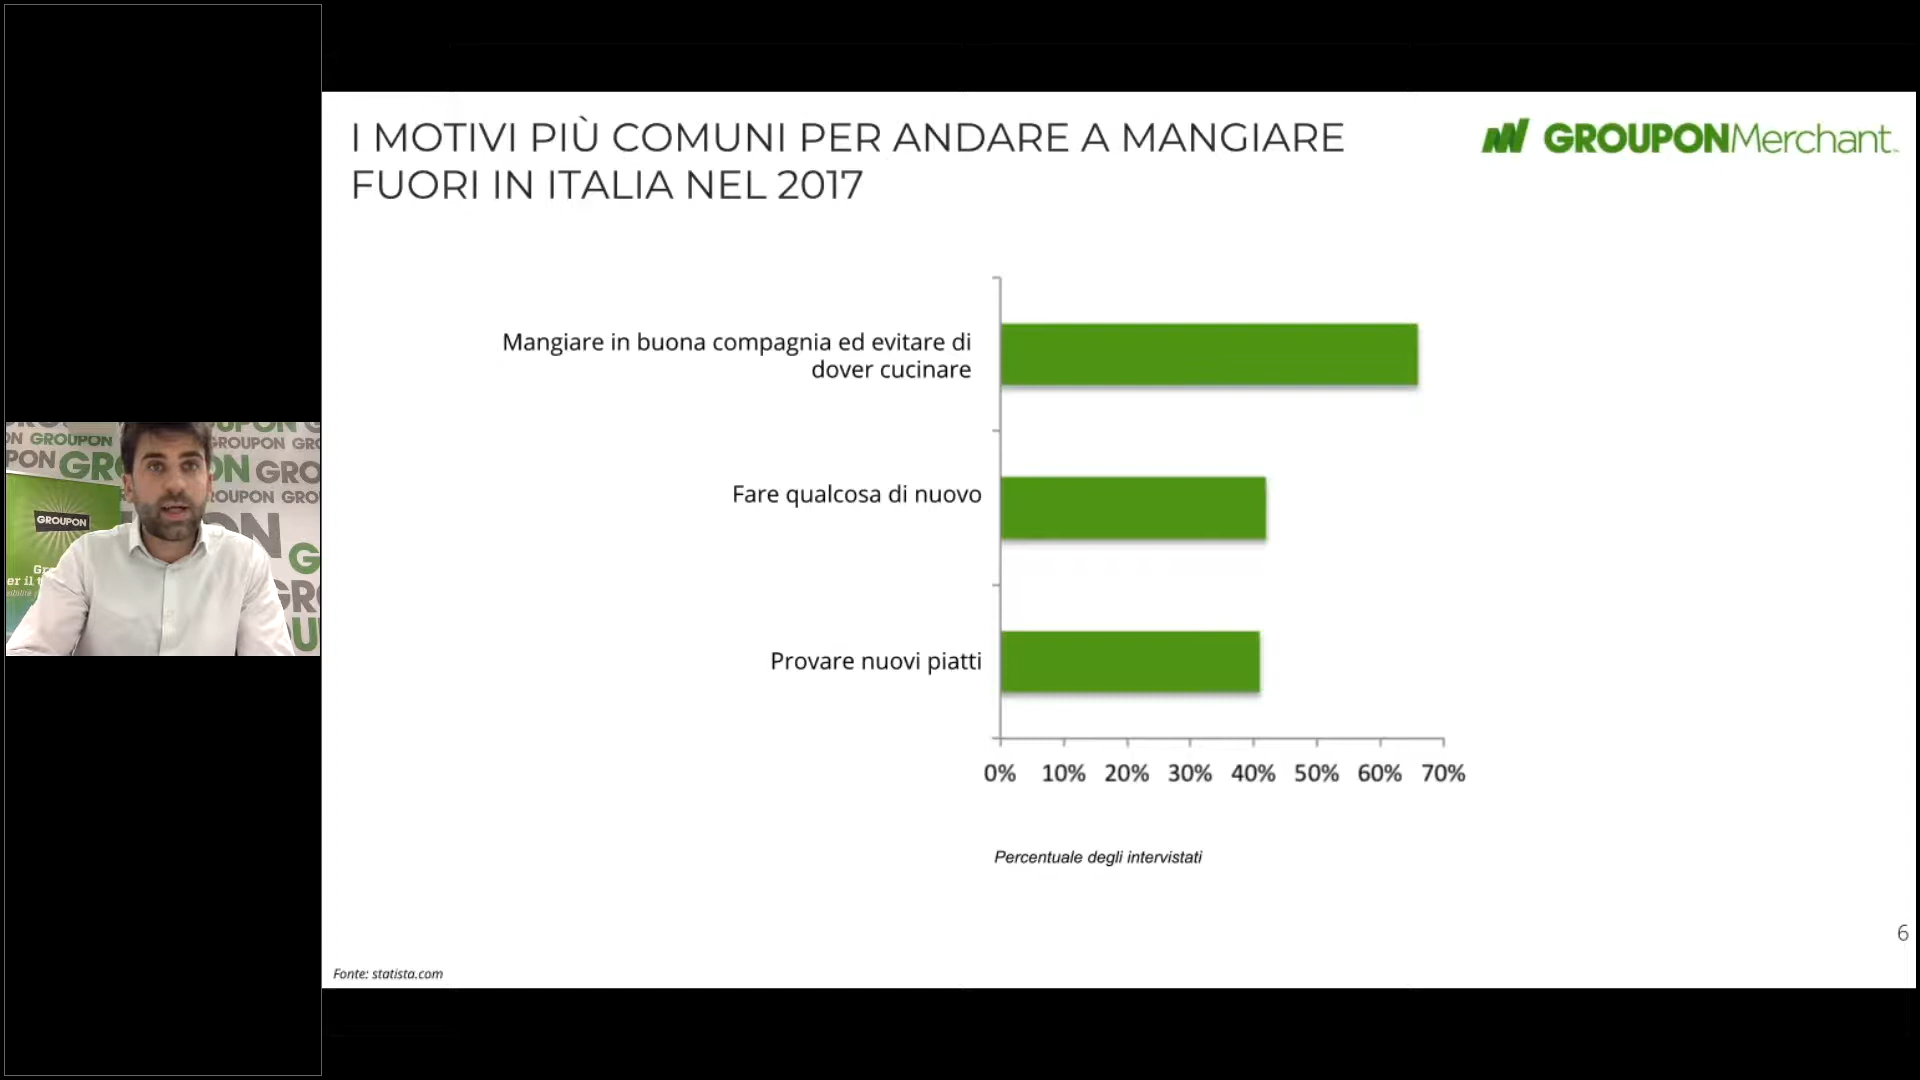 I MOTIVI PIÙ COMUNI PER ANDARE A MANGIARE
FUORI IN ITALIA NEL 2017
GROUPONMerchant
Mangiare in buona compagnia ed evitare di
dover cucinare
Fare qualcosa di nuovo
Provare nuovi piatti
0% 10% 20% 30% 40% 50% 60% 70%
Percentuale degli intervistati
6
Fonte: statista.com
GROUPON
GROUPON
GROUPON